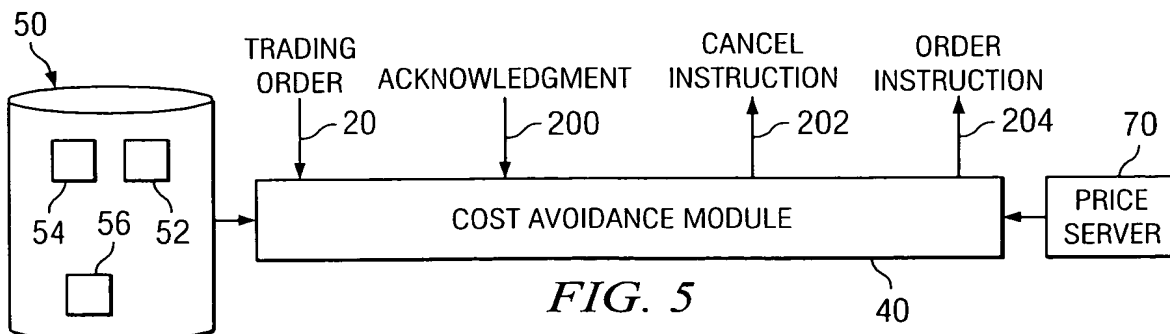 50
TRADING
ORDER
20
ACKNOWLEDGMENT
200
CANCEL
INSTRUCTION
202
ORDER
INSTRUCTION
204
70
54
52
56
COST AVOIDANCE MODULE
PRICE
SERVER
40
FIG. 5